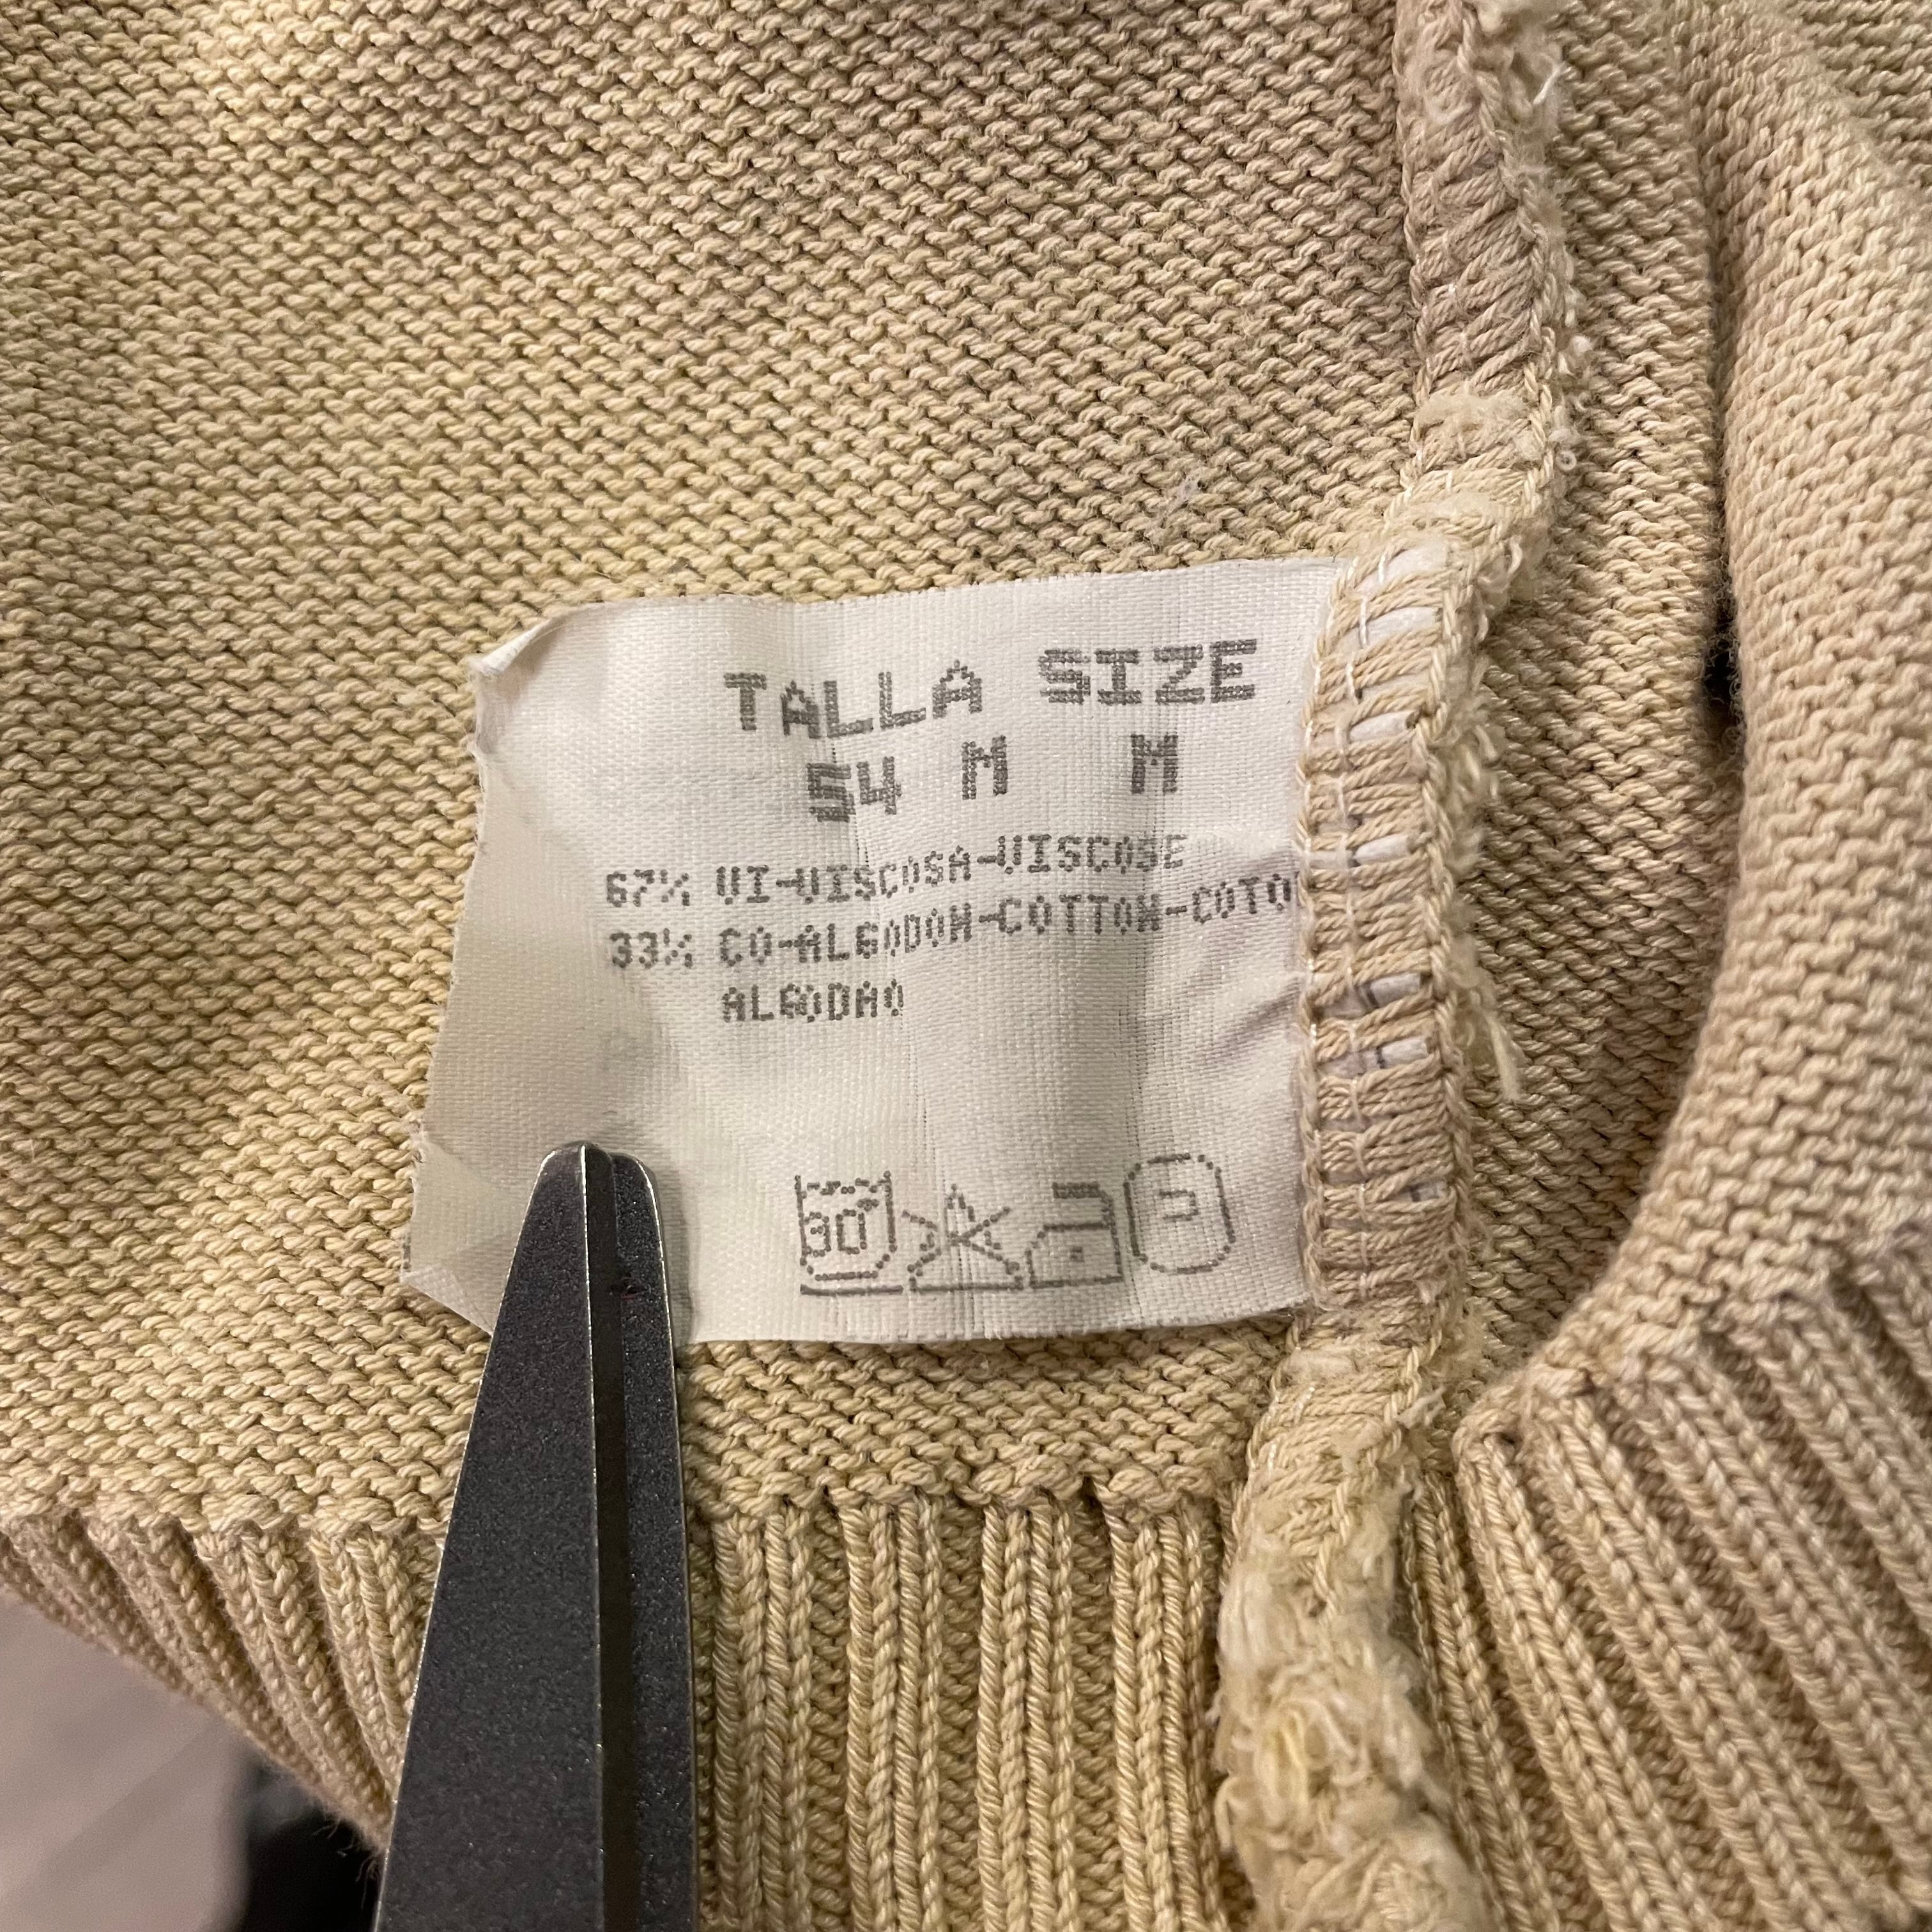 TALLA SIZE
54 M M
67% VI-VISCOSA-VISCOSE
33% CO-ALGODON-COTTON-COTO
ALGODAO
30° P